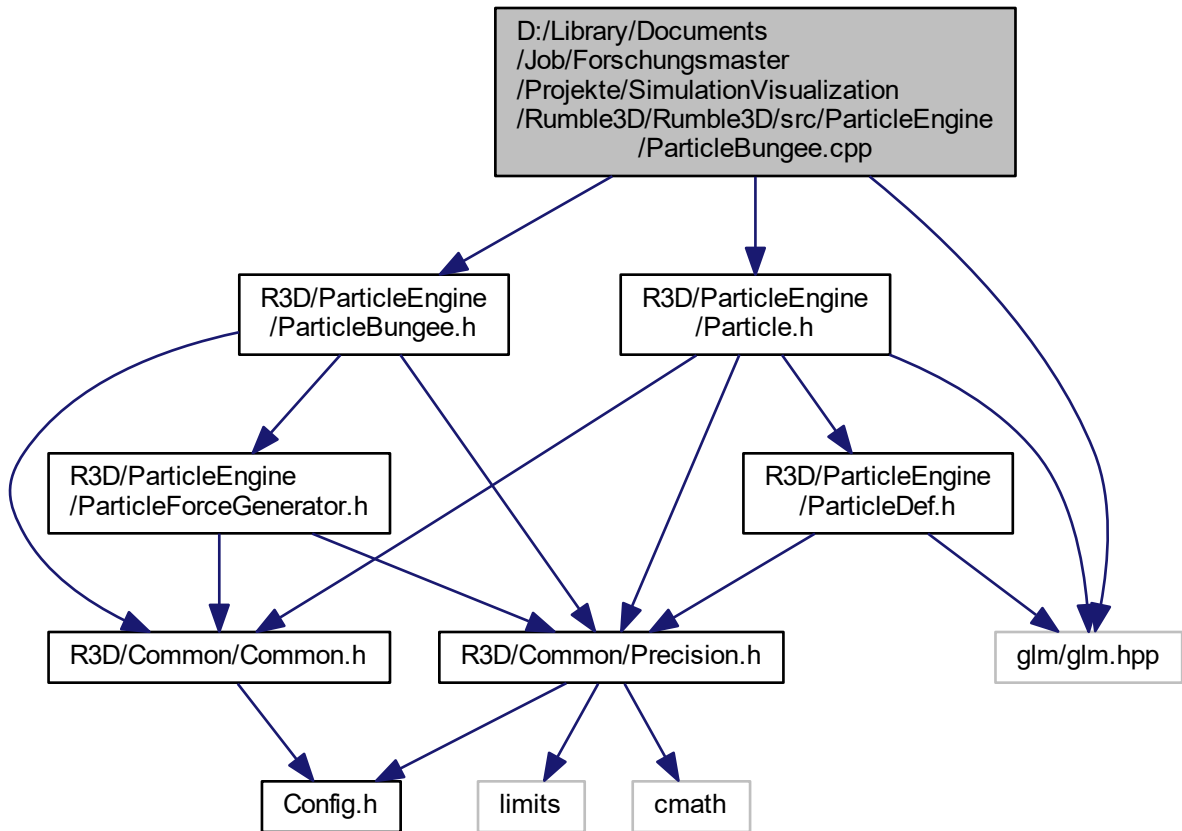 D:/Library/Documents
/Job/Forschungsmaster
/Projekte/SimulationVisualization
/Rumble3D/Rumble3D/src/ParticleEngine
/ParticleBungee.cpp
R3D/ParticleEngine
/ParticleBungee.h
R3D/ParticleEngine
/Particle.h
R3D/ParticleEngine
/ParticleForceGenerator.h
R3D/ParticleEngine
/ParticleDef.h
R3D/Common/Common.h
R3D/Common/Precision.h
glm/glm.hpp
Config.h
limits
cmath